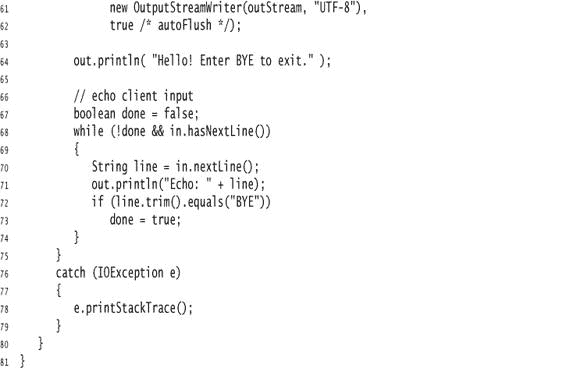 61 new OutputStreamWriter(outStream, "UTF-8"),
62 true /* autoFlush */);
63
64 out.println( "Hello! Enter BYE to exit." );
65
66 // echo client input
67 boolean done = false;
68 while (!done && in.hasNextLine())
69 {
70 String line = in.nextLine();
71 out.println("Echo: " + line);
72 if (line.trim().equals("BYE"))
73 done = true;
74 }
75 }
76 catch (IOException e)
77 {
78 e.printStackTrace();
79 }
80 }
81 }